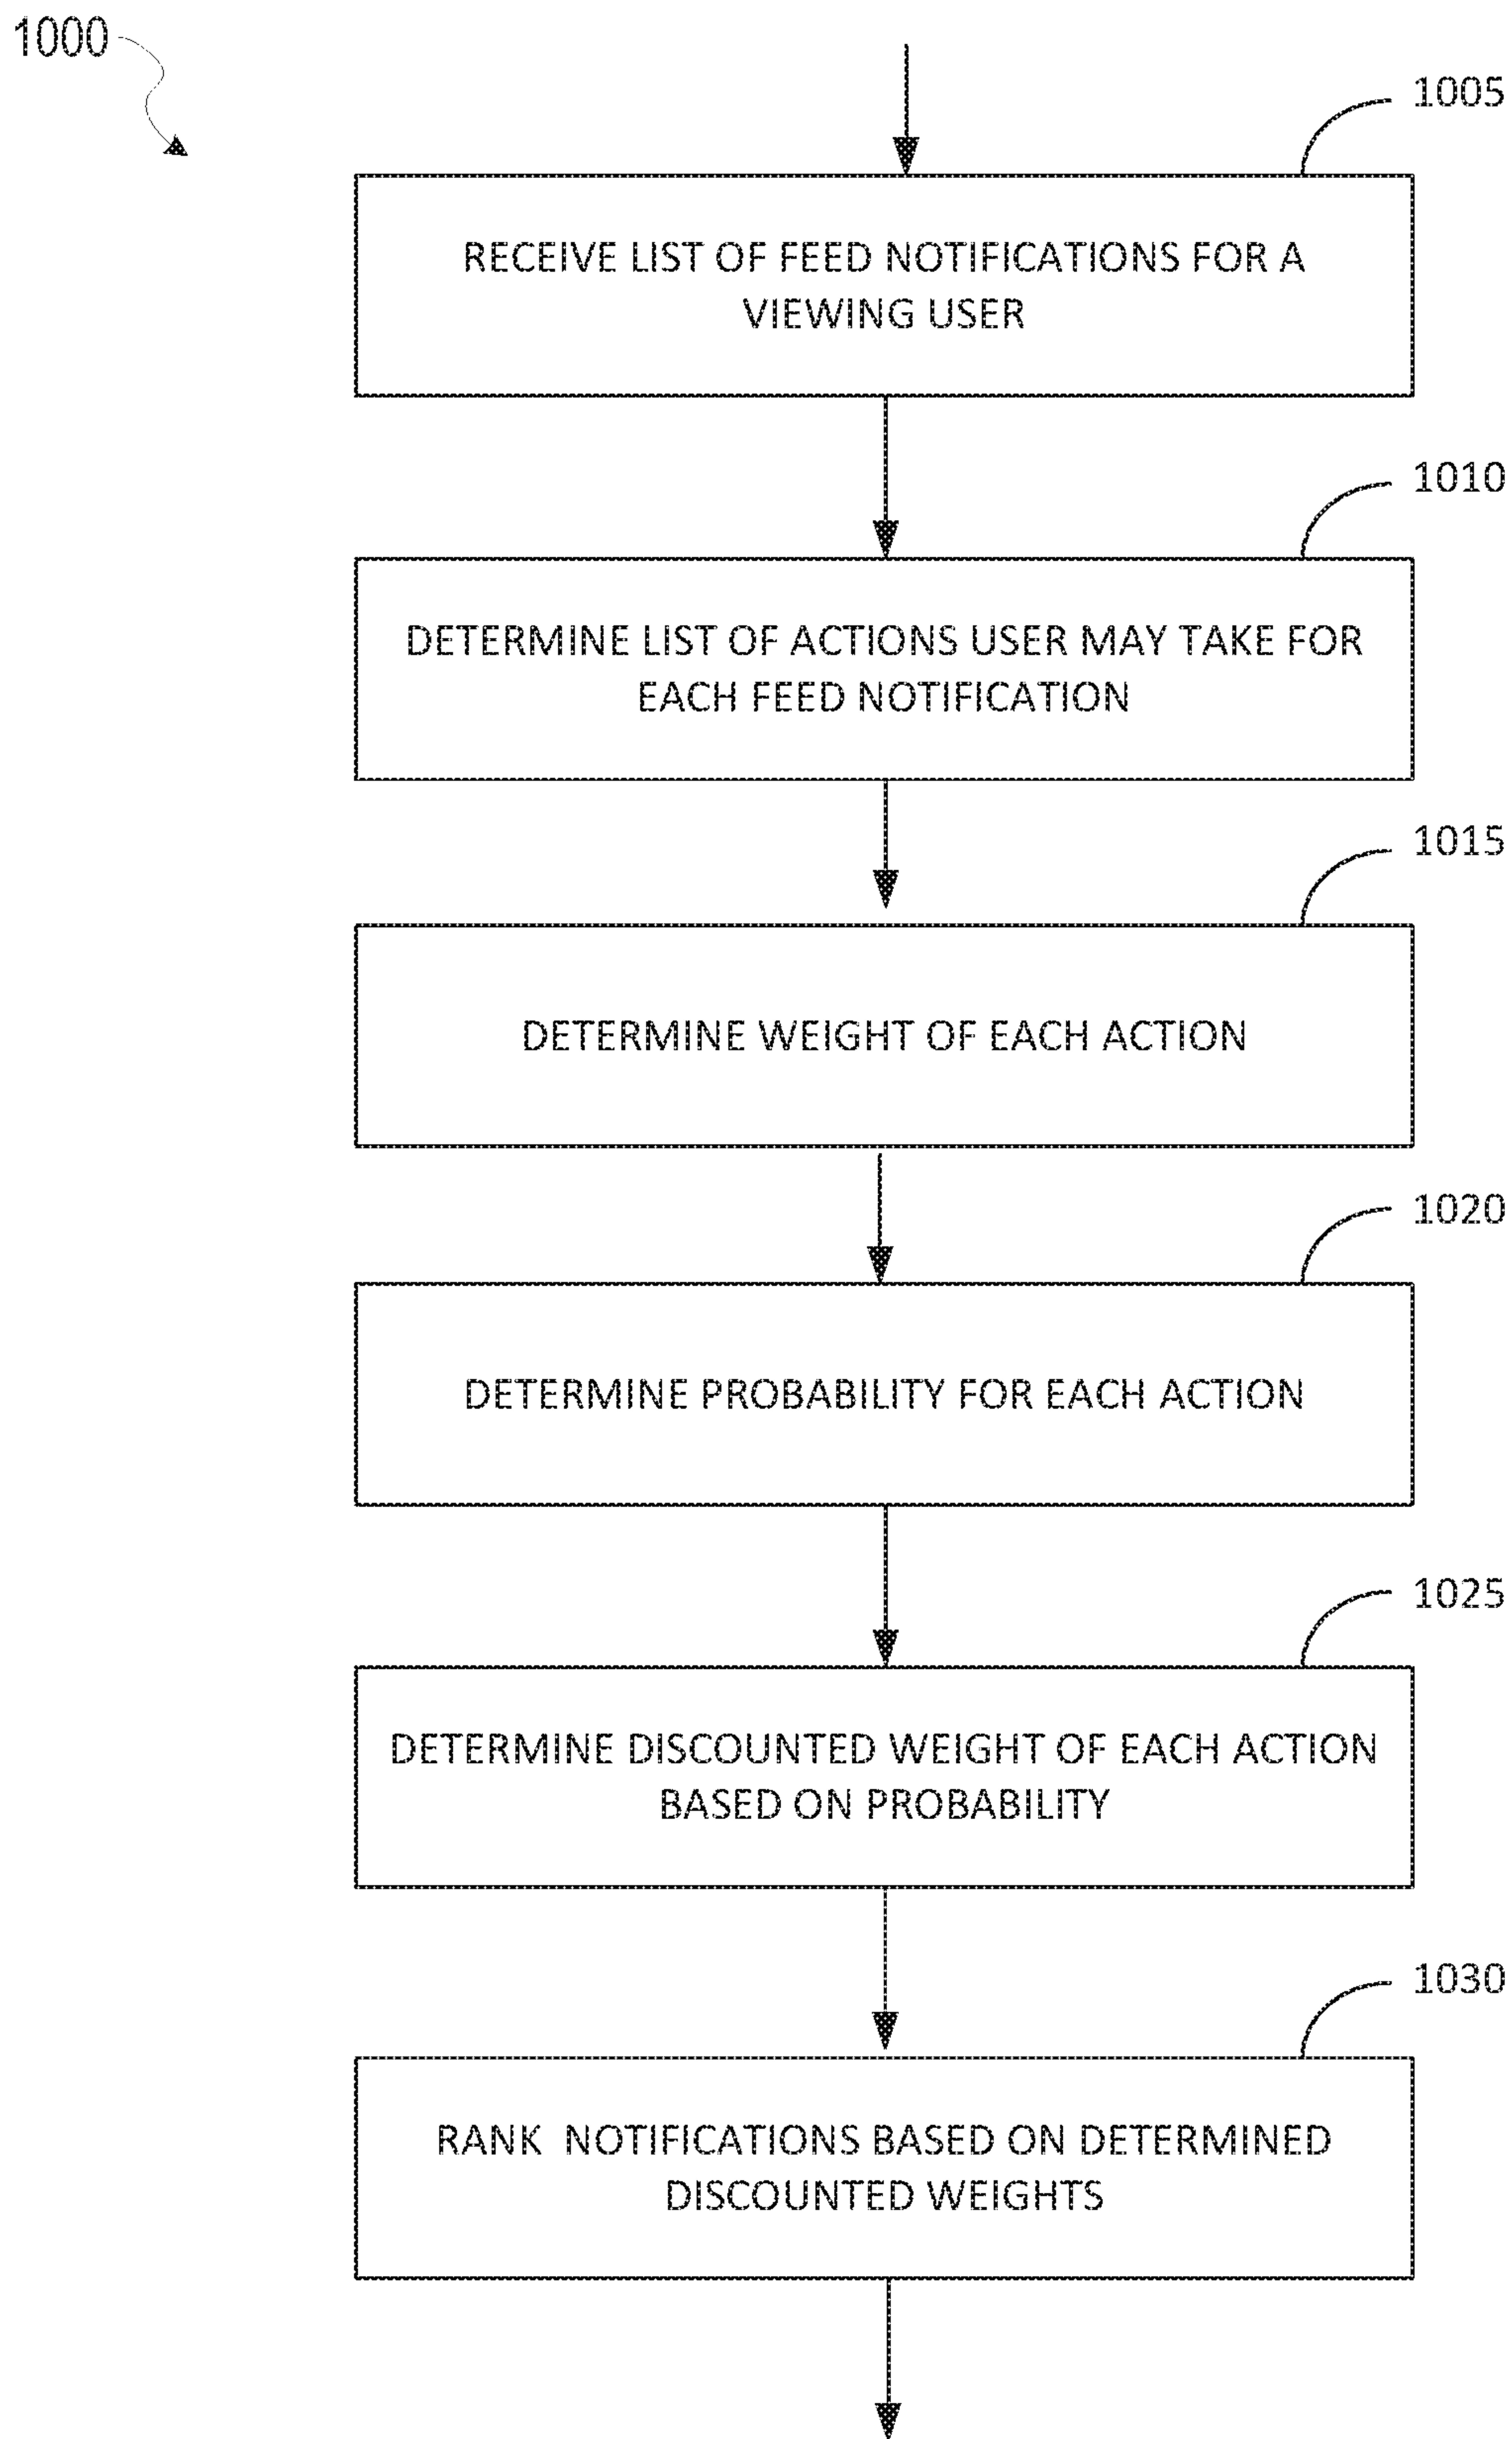 1000
1005
RECEIVE LIST OF FEED NOTIFICATIONS FOR A
VIEWING USER
1010
DETERMINE LIST OF ACTIONS USER MAY TAKE FOR
EACH FEED NOTIFICATION
1015
DETERMINE WEIGHT OF EACH ACTION
1020
DETERMINE PROBABILITY FOR EACH ACTION
1025
DETERMINE DISCOUNTED WEIGHT OF EACH ACTION
BASED ON PROBABILITY
1030
RANK NOTIFICATIONS BASED ON DETERMINED
DISCOUNTED WEIGHTS